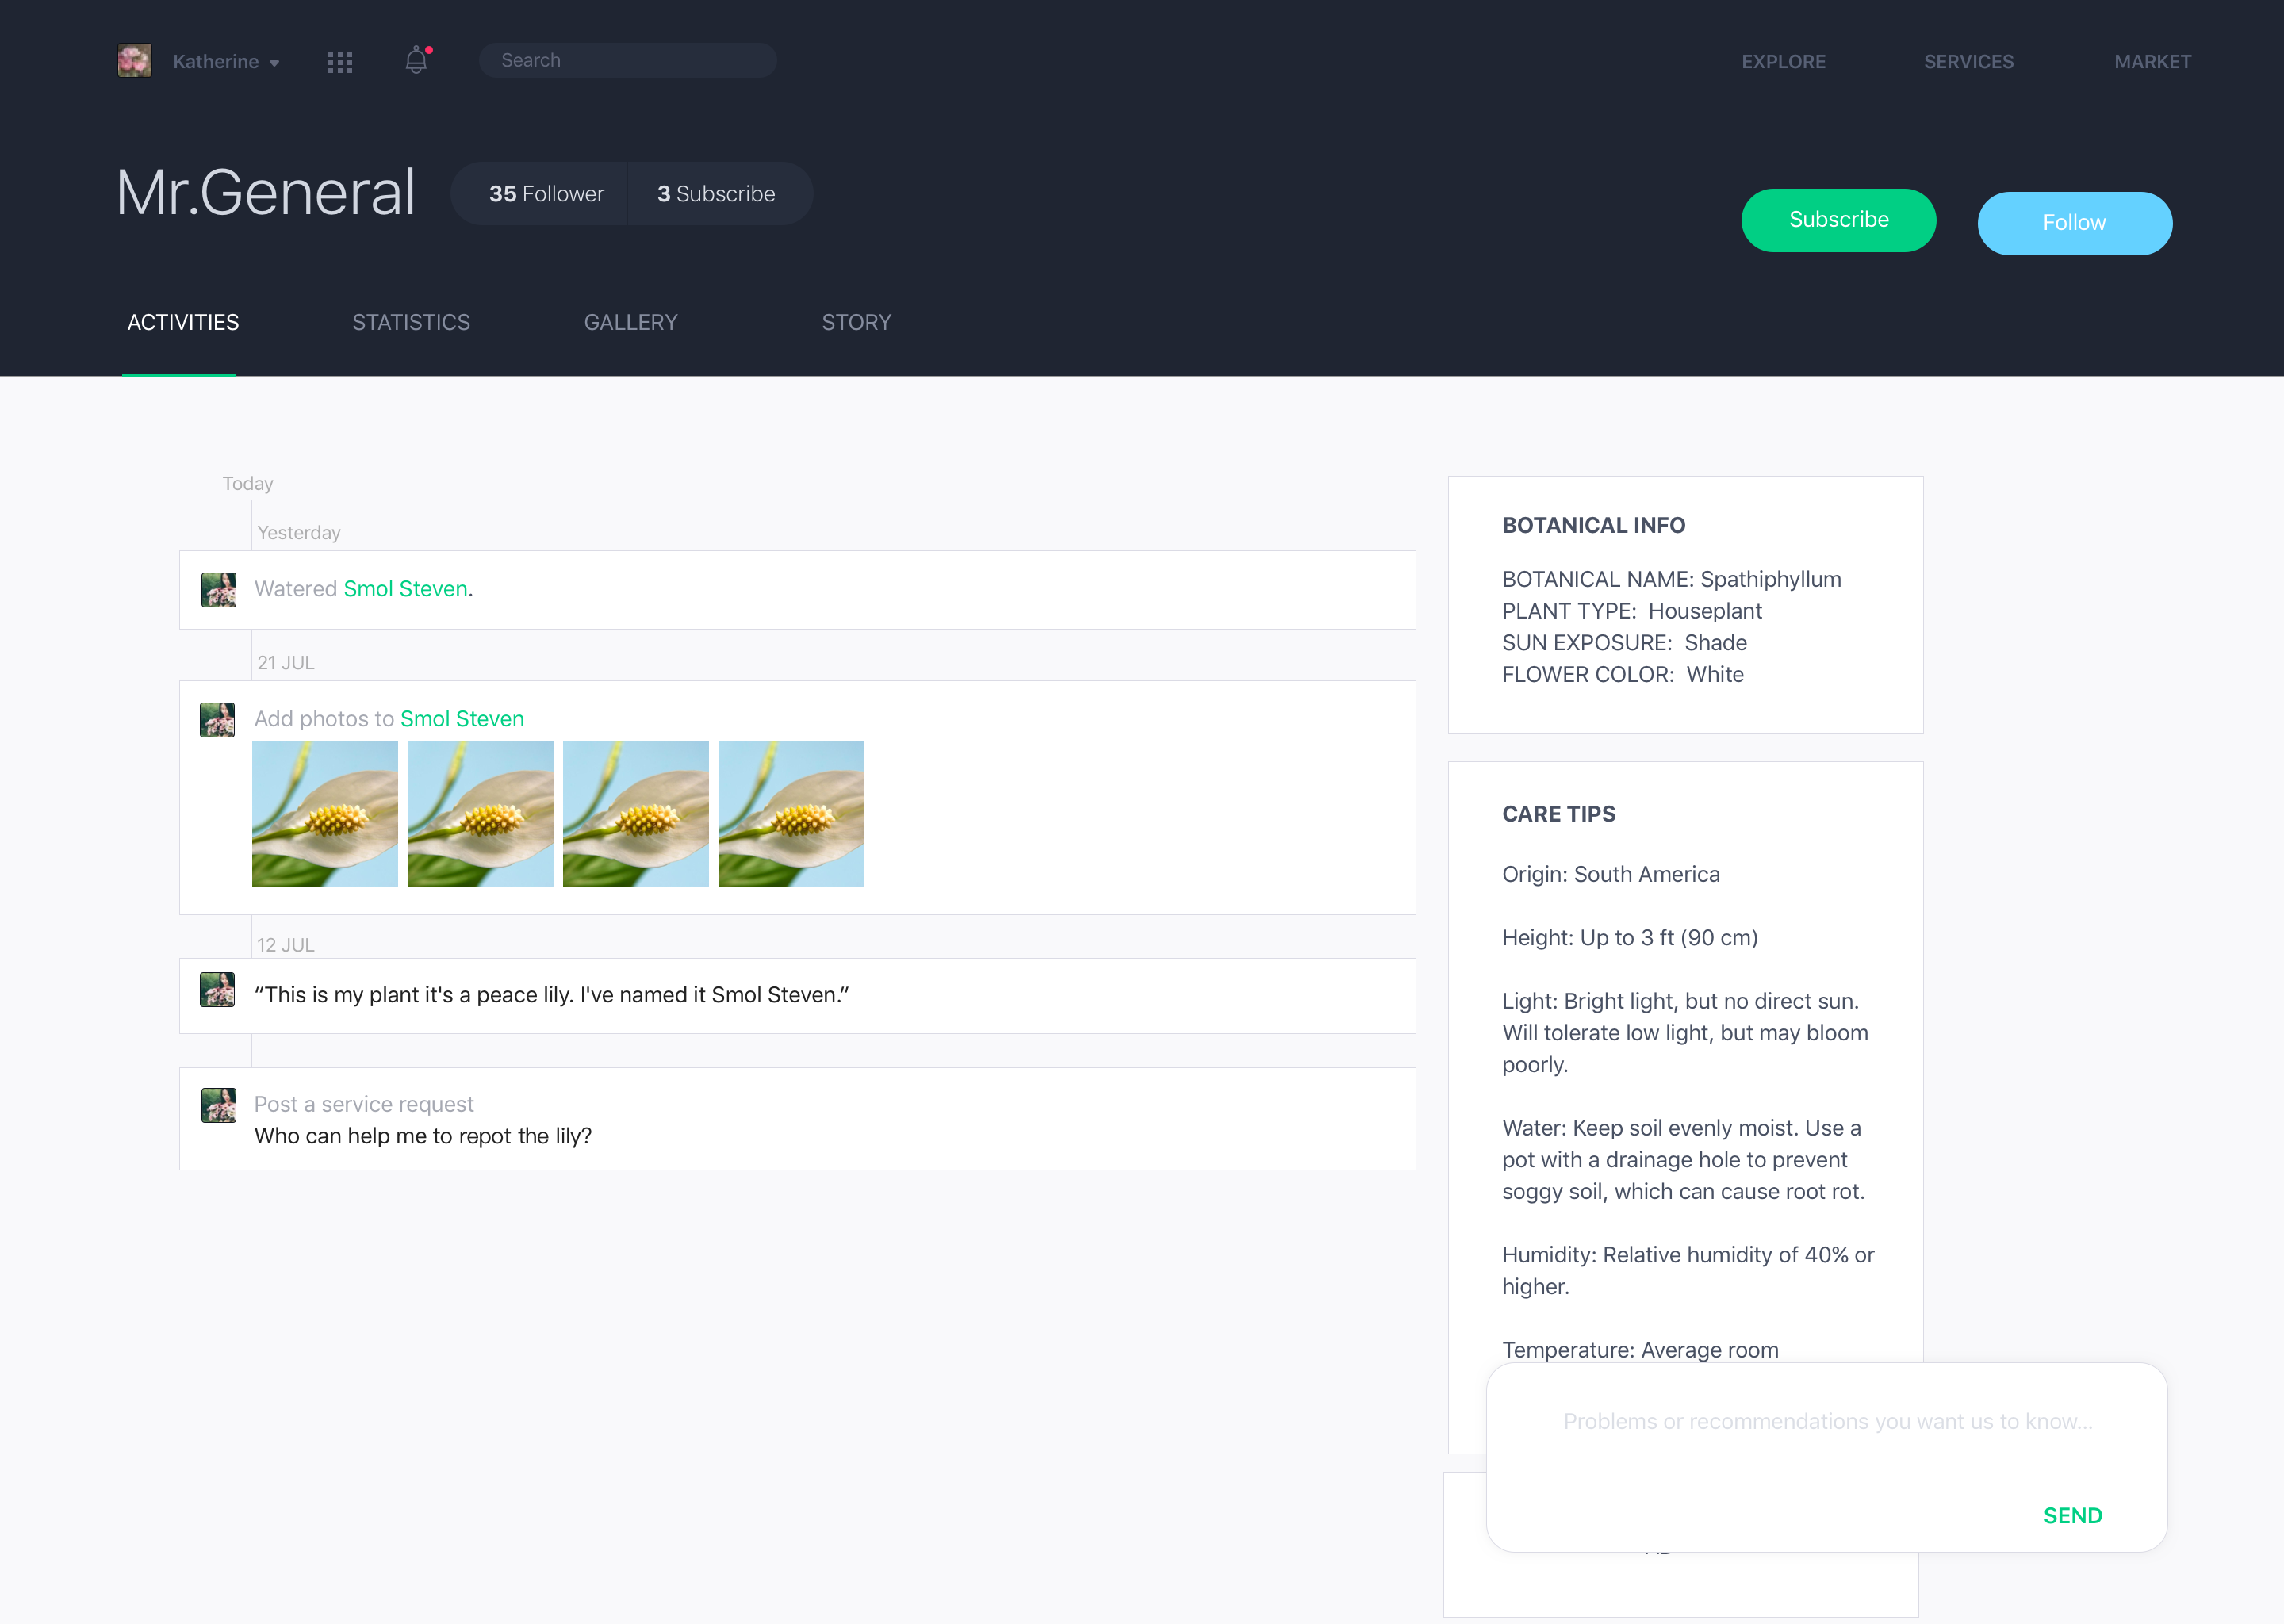 Katherine
Search
EXPLORE
SERVICES
MARKET
Mr.General
35 Follower
3 Subscribe
Subscribe
Follow
ACTIVITIES
STATISTICS
GALLERY
STORY
Today
Yesterday
Watered Smol Steven.
21 JUL
Add photos to Smol Steven
12 JUL
“This is my plant it's a peace lily. I've named it Smol Steven.”
Post a service request
Who can help me to repot the lily?
BOTANICAL INFO
BOTANICAL NAME: Spathiphyllum
PLANT TYPE:  Houseplant
SUN EXPOSURE:  Shade
FLOWER COLOR:  White
CARE TIPS
Origin: South America
Height: Up to 3 ft (90 cm)
Light: Bright light, but no direct sun.
Will tolerate low light, but may bloom
poorly.
Water: Keep soil evenly moist. Use a
pot with a drainage hole to prevent
soggy soil, which can cause root rot.
Humidity: Relative humidity of 40% or
higher.
Temperature: Average room
Problems or recommendations you want us to know...
SEND